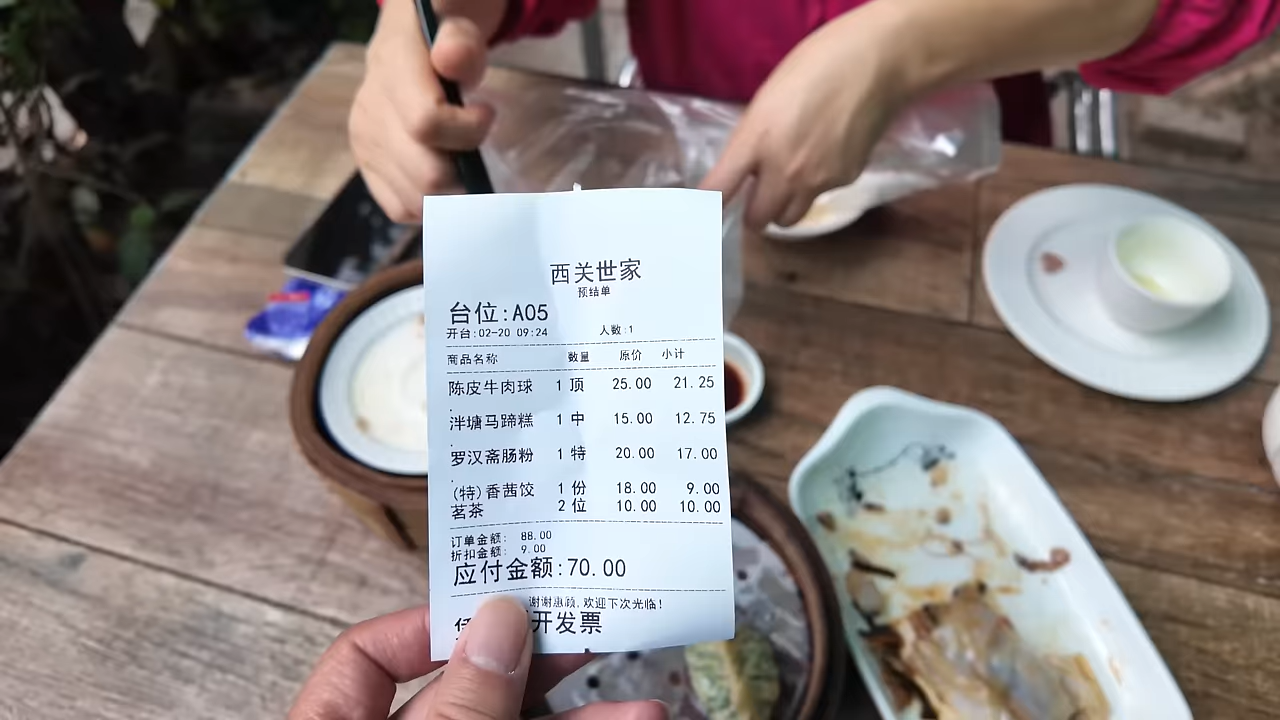 西关世家
预结单
台位:A05
开台:02-20 09:24 人数:1
商品名称 数量 原价 小计
陈皮牛肉球 1 顶 25.00 21.25
泮塘马蹄糕 1 中 15.00 12.75
罗汉斋肠粉 1 特 20.00 17.00
(特)香茜饺 1 份 18.00 9.00
茗茶 2 位 10.00 10.00
订单金额: 88.00
折扣金额: 9.00
应付金额:70.00
谢谢惠顾,欢迎下次光临!
开发票